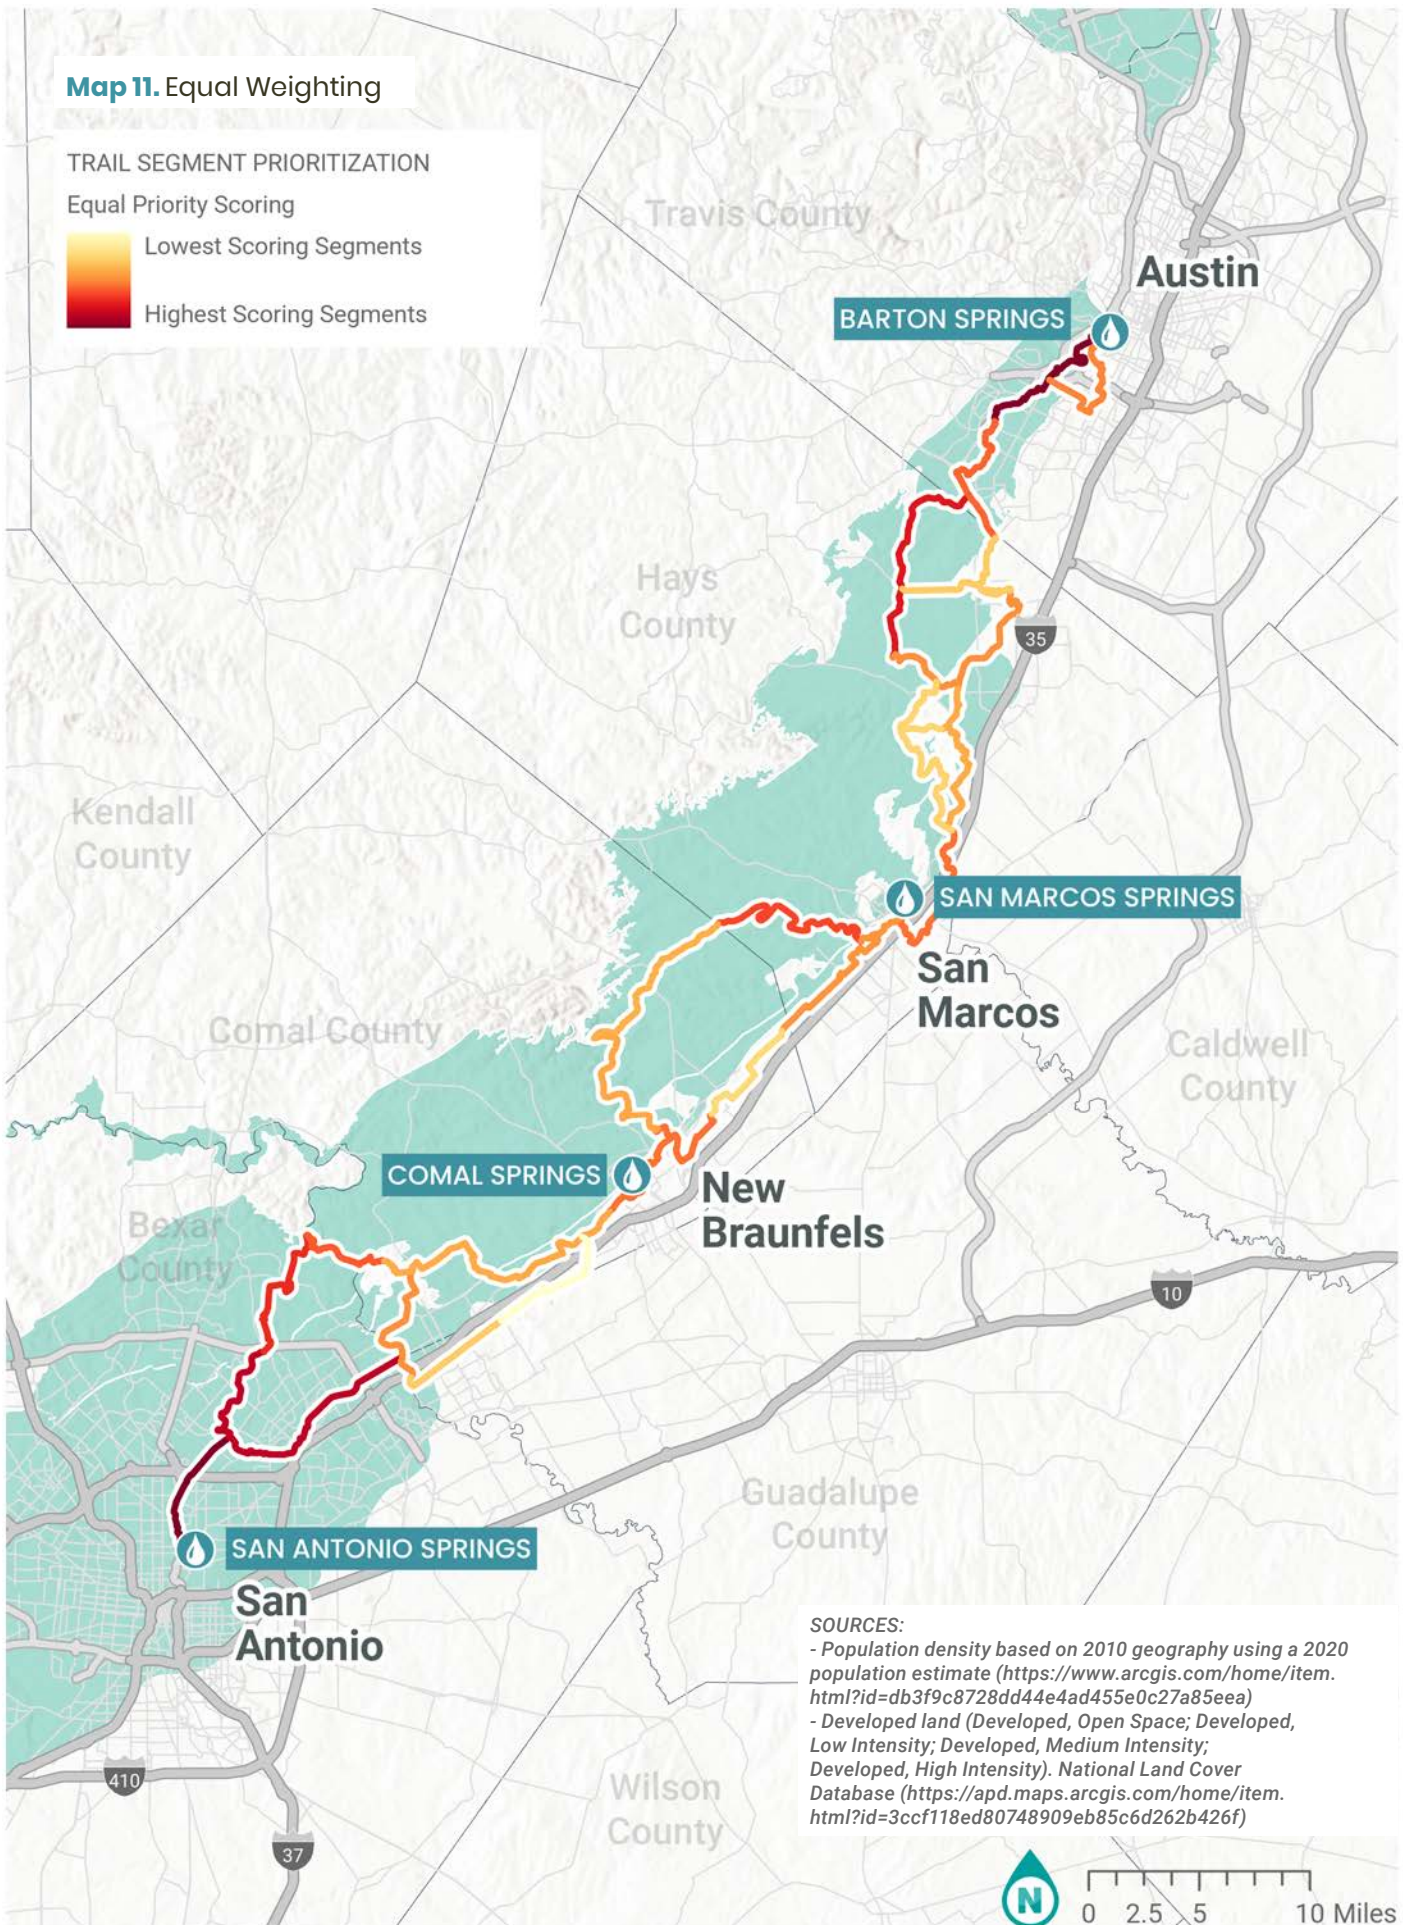 Map 11. Equal Weighting
TRAIL SEGMENT PRIORITIZATION
Equal Priority Scoring
Lowest Scoring Segments
Highest Scoring Segments
Travis County
Austin
BARTON SPRINGS
Hays
County
35
Kendall
County
SAN MARCOS SPRINGS
San
Marcos
Comal County
Caldwell
County
COMAL SPRINGS
New
Braunfels
Bexar
County
10
Guadalupe
County
SAN ANTONIO SPRINGS
San
Antonio
SOURCES:
- Population density based on 2010 geography using a 2020
population estimate (https://www.arcgis.com/home/item.
html?id=db3f9c8728dd44e4ad455e0c27a85eea)
- Developed land (Developed, Open Space; Developed,
Low Intensity; Developed, Medium Intensity;
Developed, High Intensity). National Land Cover
Database (https://apd.maps.arcgis.com/home/item.
html?id=3ccf118ed80748909eb85c6d262b426f)
410
Wilson
County
37
N
0 2.5 5 10 Miles